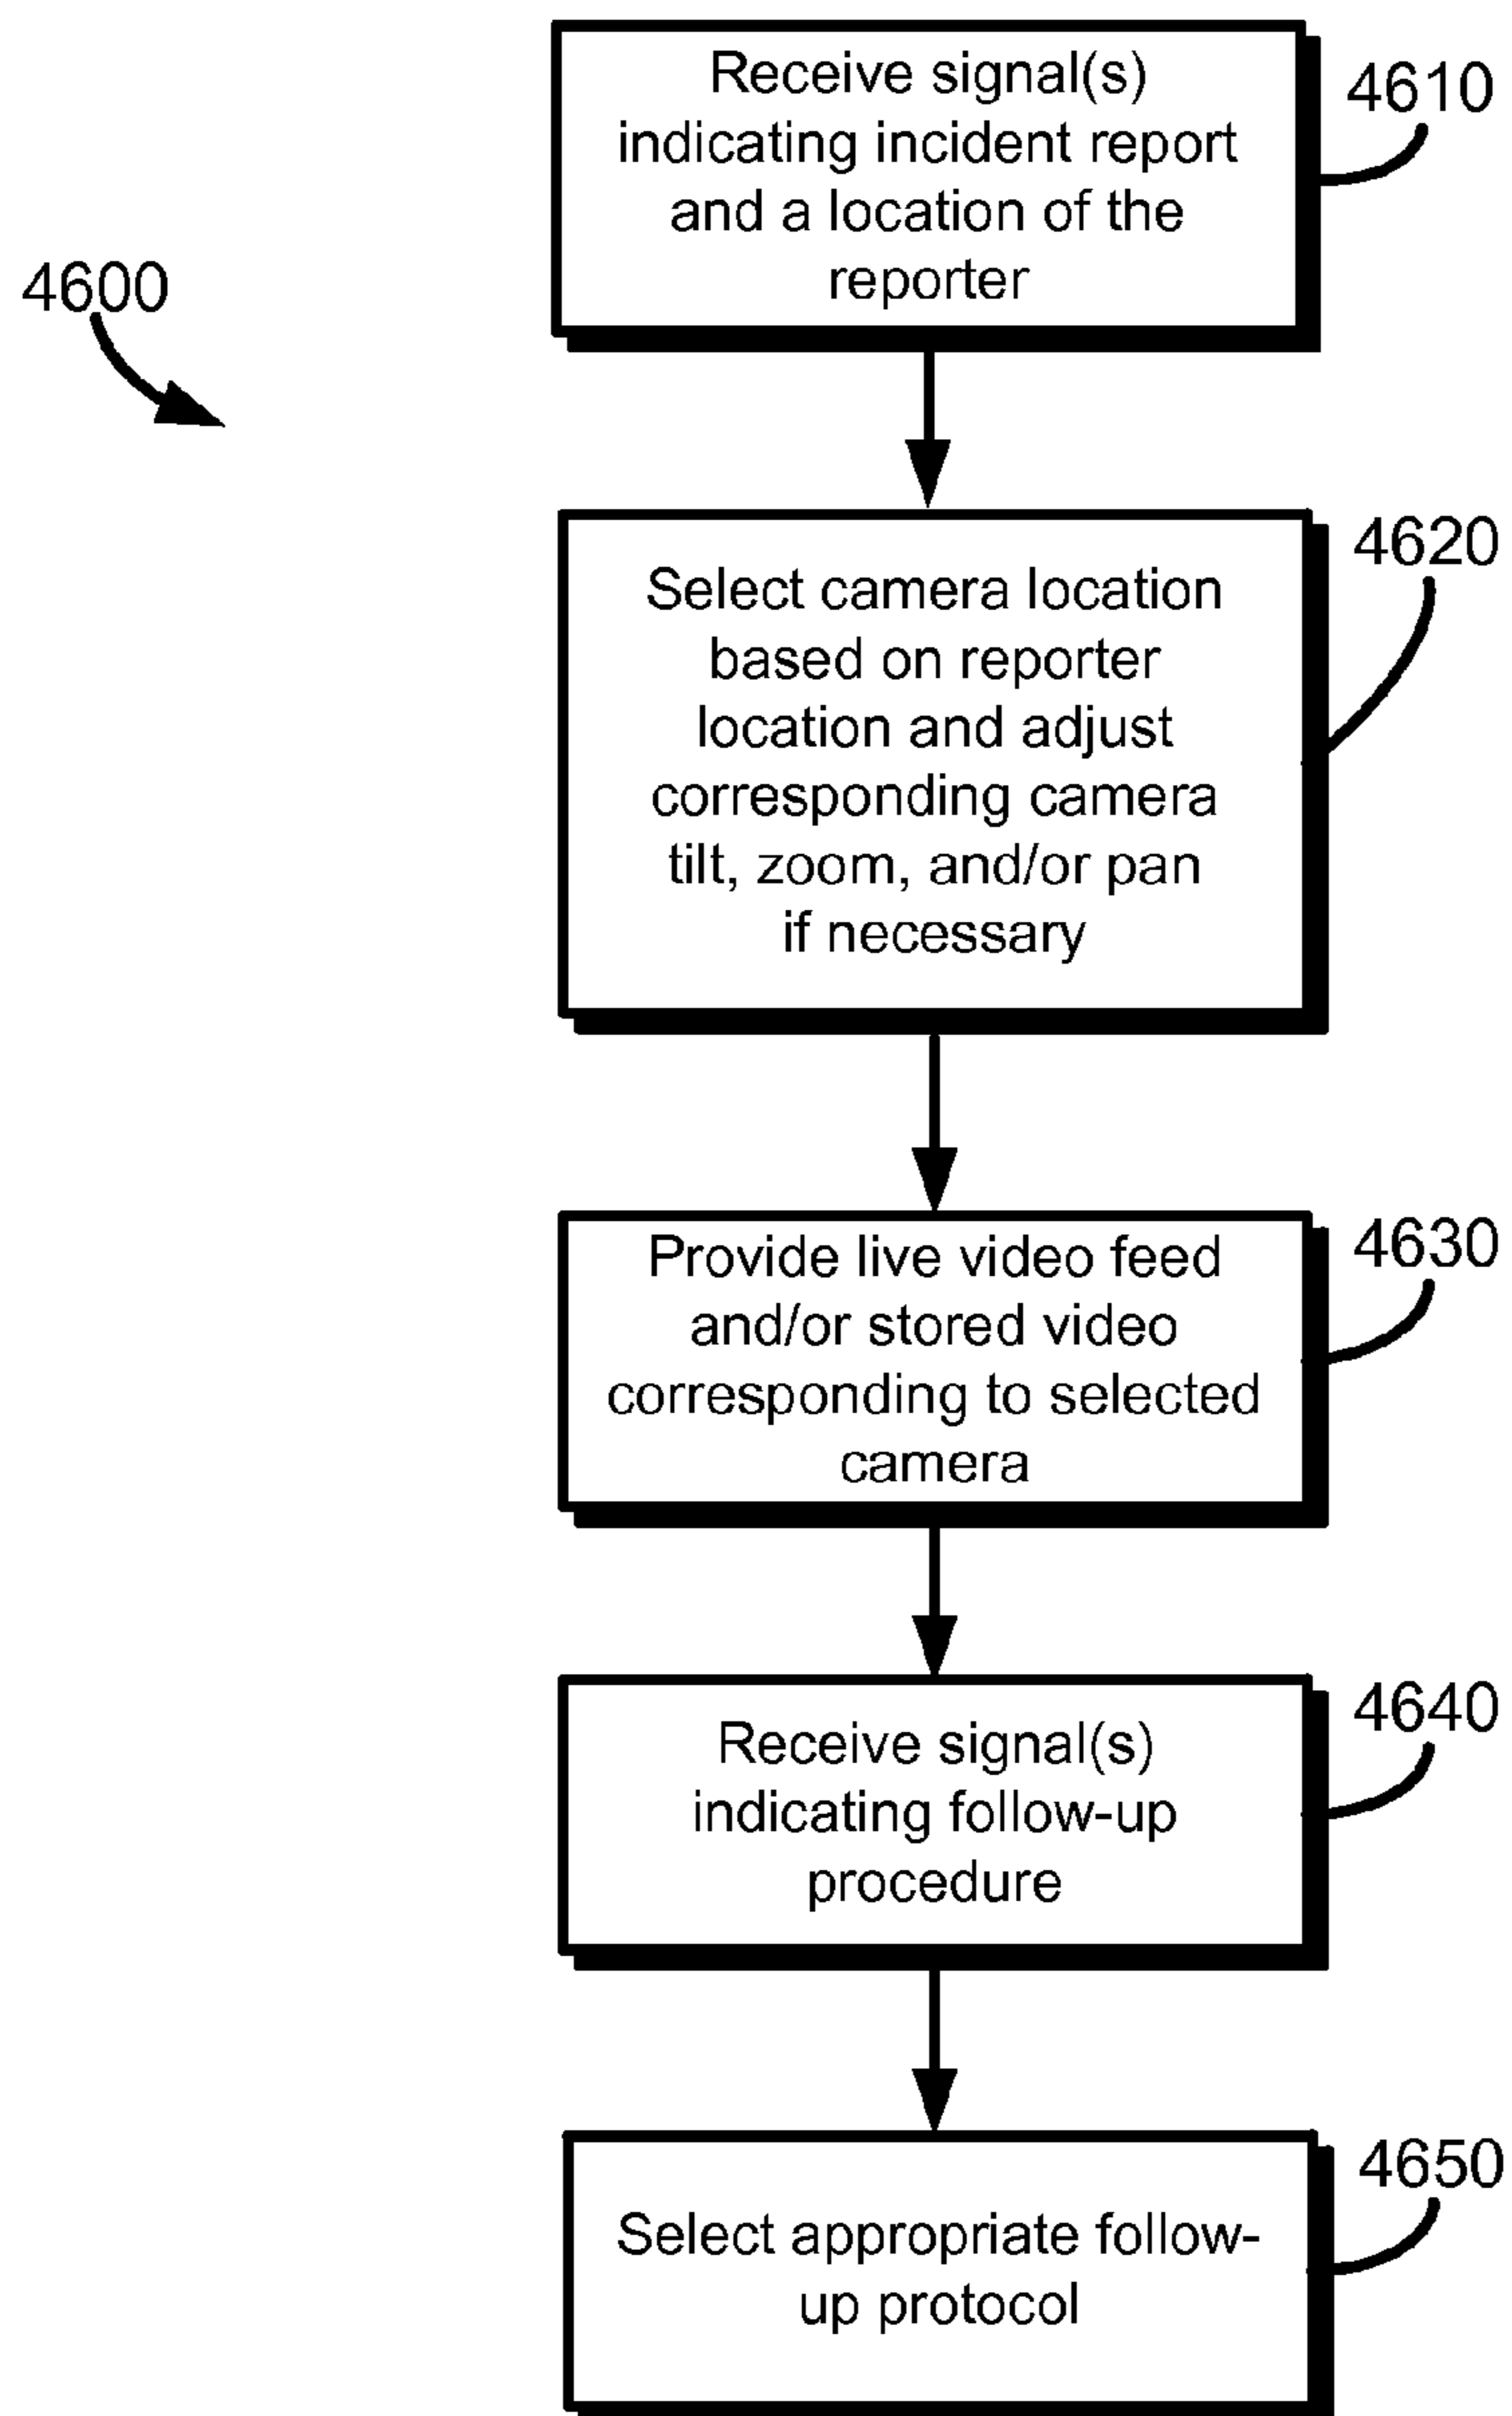 Receive signal(s)
indicating incident report
and a location of the
reporter
4610
4600
Select camera location
based on reporter
location and adjust
corresponding camera
tilt, zoom, and/or pan
if necessary
4620
Provide live video feed
and/or stored video
corresponding to selected
camera
4630
Receive signal(s)
indicating follow-up
procedure
4640
Select appropriate follow-
up protocol
4650